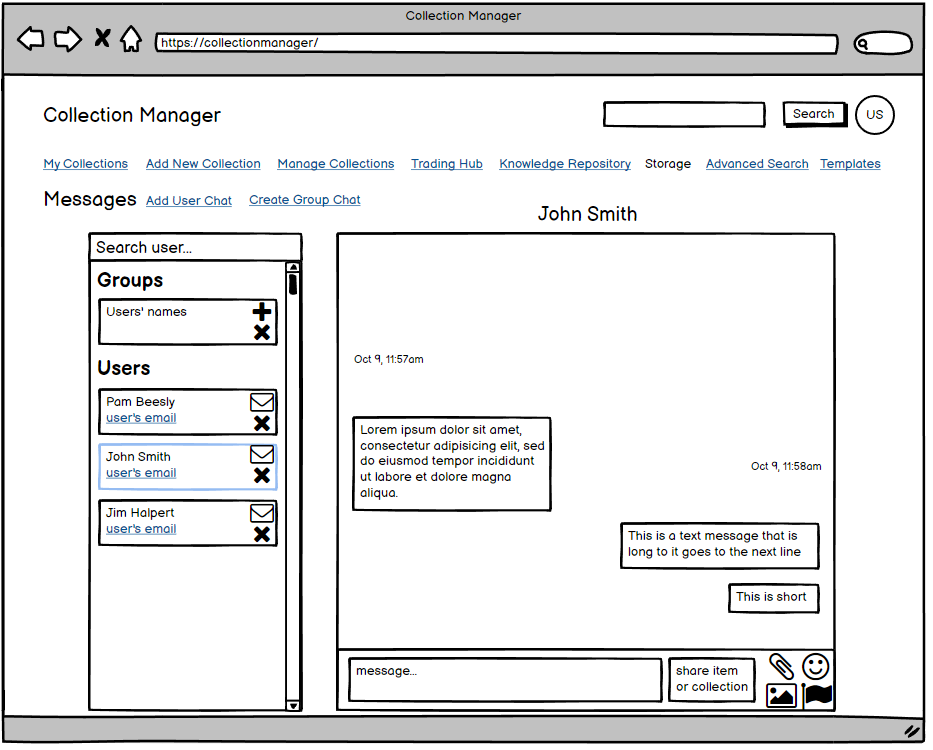 Collection Manager
https://collectionmanager/
Collection Manager
Search
US
My Collections Add New Collection Manage Collections Trading Hub Knowledge Repository Storage Advanced Search Templates
Messages Add User Chat Create Group Chat
John Smith
Search user...
Groups
Users' names
Users
Pam Beesly
user's email
John Smith
user's email
Jim Halpert
user's email
Oct 9, 11:57am
Lorem ipsum dolor sit amet,
consectetur adipisicing elit, sed
do eiusmod tempor incididunt
ut labore et dolore magna
aliqua.
Oct 9, 11:58am
This is a text message that is
long to it goes to the next line
This is short
message...
share item
or collection